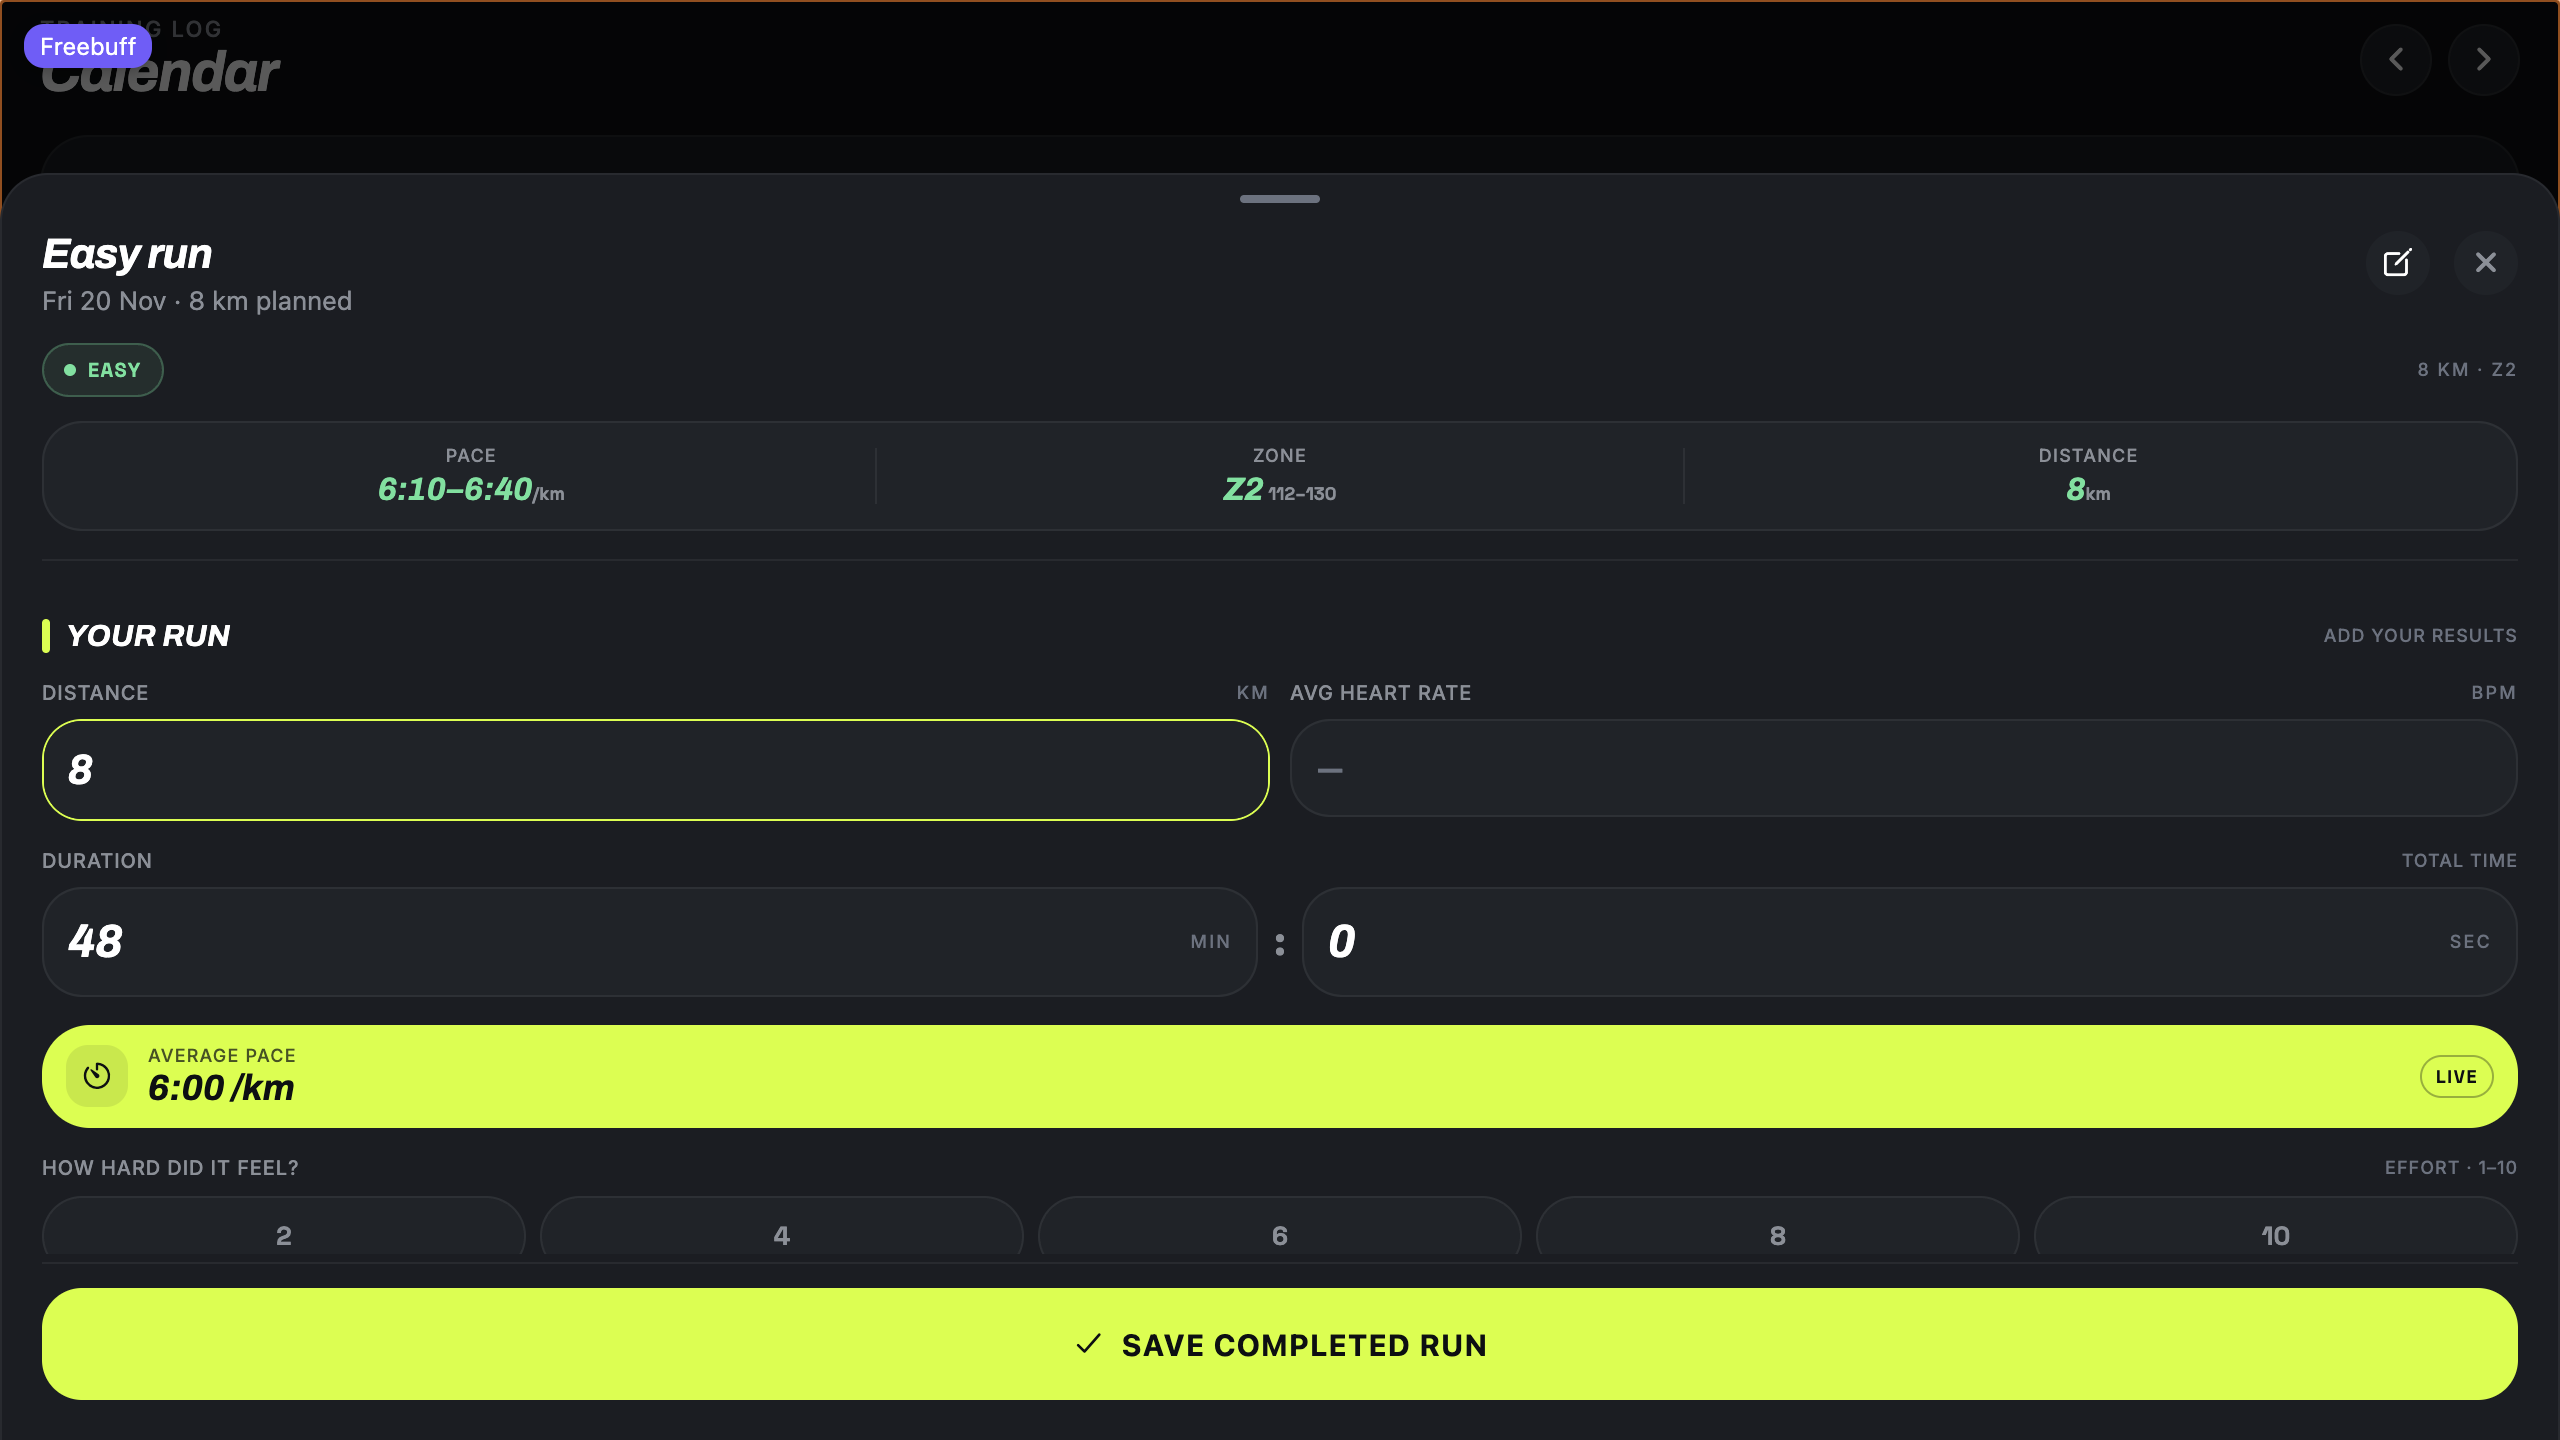 TRAINING LOG
Freebuff
Calendar
Easy run
Fri 20 Nov · 8 km planned
EASY
8 KM · Z2
PACE
6:10–6:40/km
ZONE
Z2 112–130
DISTANCE
8km
YOUR RUN
ADD YOUR RESULTS
DISTANCE
KM
AVG HEART RATE
BPM
8
—
DURATION
TOTAL TIME
48
MIN
:
0
SEC
AVERAGE PACE
6:00 /km
LIVE
HOW HARD DID IT FEEL?
EFFORT · 1–10
2
4
6
8
10
SAVE COMPLETED RUN